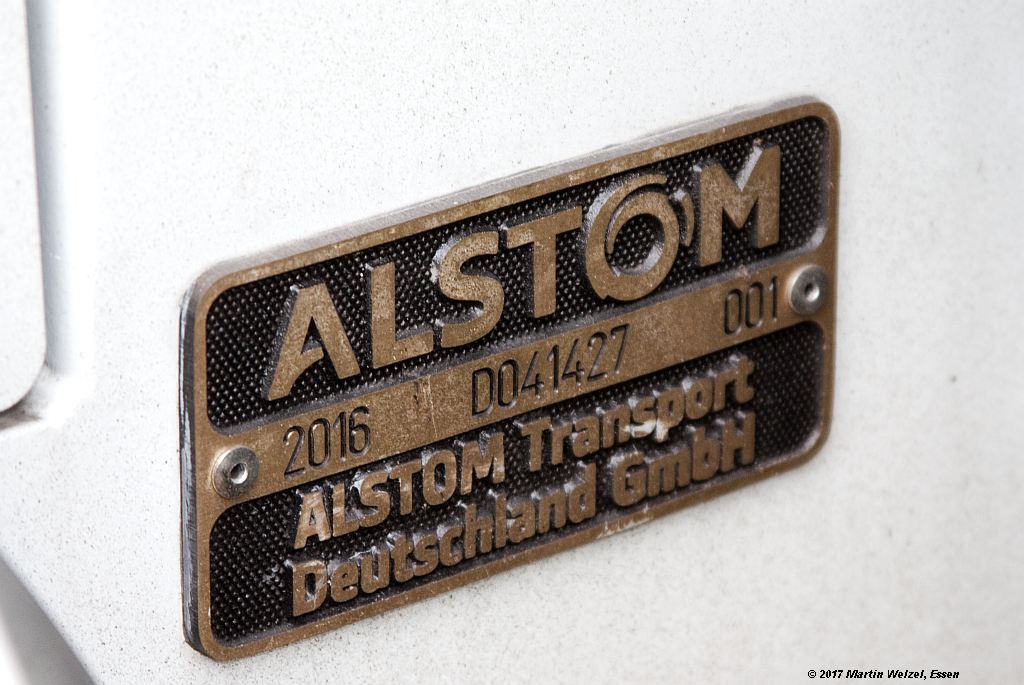 ALSTOM
2016 D041427 001
ALSTOM Transport
Deutschland GmbH
© 2017 Martin Welzel, Essen